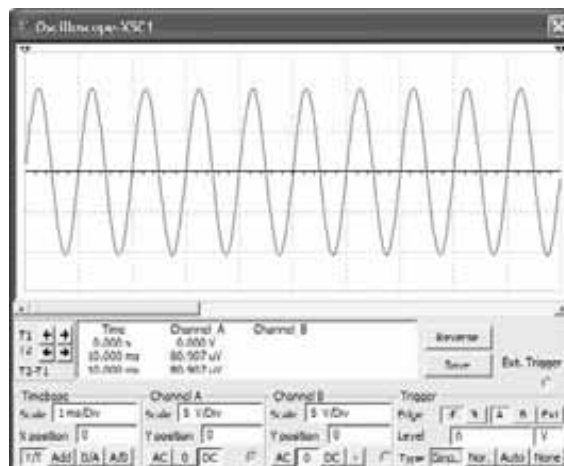 Oscilloscope-XSC1
Time Channel_A Channel_B
T1 0.000 s 0.000 V
T2 10.000 ms 80.907 uV
T2-T1 10.000 ms 80.907 uV
Reverse
Save
Ext. Trigger
Timebase
Scale 1 ms/Div
X position 0
Y/T Add B/A A/B
Channel A
Scale 5 V/Div
Y position 0
AC 0 DC
Channel B
Scale 5 V/Div
Y position 0
AC 0 DC -
Trigger
Edge A B Ext
Level 0 V
Type Sing. Nor. Auto None